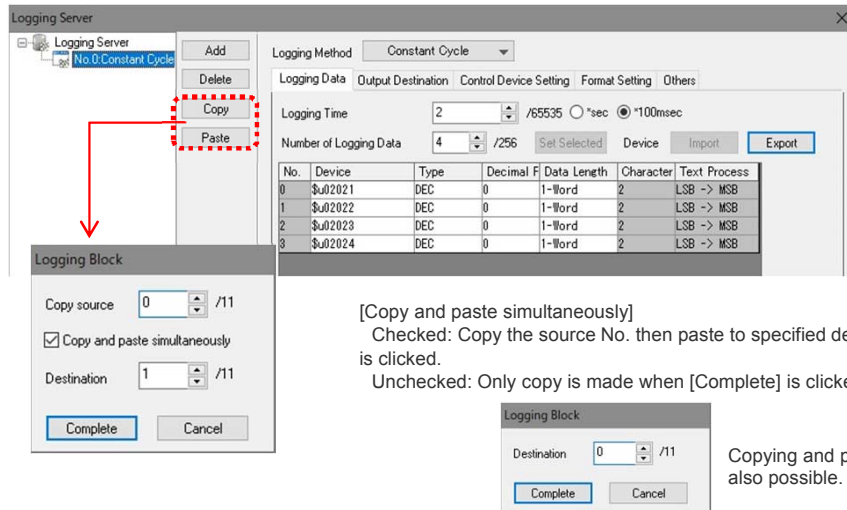 Logging Server
Logging Server
No.0:Constant Cycle
Add
Delete
Copy
Paste
Logging Method Constant Cycle
Logging Data Output Destination Control Device Setting Format Setting Others
Logging Time 2 /65535 *sec *100msec
Number of Logging Data 4 /256 Set Selected Device Import Export
No. Device Type Decimal F Data Length Character Text Process
0 $u02021 DEC 0 1-Word 2 LSB -> MSB
1 $u02022 DEC 0 1-Word 2 LSB -> MSB
2 $u02023 DEC 0 1-Word 2 LSB -> MSB
3 $u02024 DEC 0 1-Word 2 LSB -> MSB
Logging Block
Copy source 0 /11
Copy and paste simultaneously
Destination 1 /11
Complete Cancel
[Copy and paste simultaneously]
Checked: Copy the source No. then paste to specified de
is clicked.
Unchecked: Only copy is made when [Complete] is clicke
Logging Block
Destination 0 /11
Complete Cancel
Copying and p
also possible.